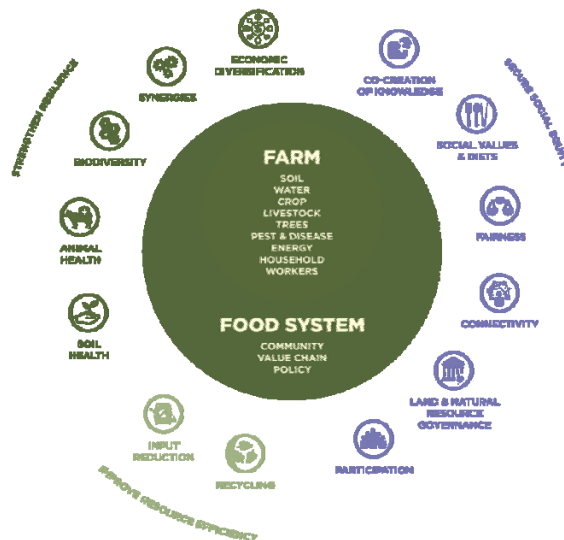 ECONOMIC
DIVERSIFICATION
SYNERGIES
BIODIVERSITY
ANIMAL
HEALTH
SOIL
HEALTH
STRENGTHEN RESILIENCE
CO-CREATION
OF KNOWLEDGE
SOCIAL VALUES
& DIETS
FAIRNESS
CONNECTIVITY
LAND & NATURAL
RESOURCE
GOVERNANCE
PARTICIPATION
SECURE SOCIAL EQUITY
FARM
SOIL
WATER
CROP
LIVESTOCK
TREES
PEST & DISEASE
ENERGY
HOUSEHOLD
WORKERS
FOOD SYSTEM
COMMUNITY
VALUE CHAIN
POLICY
INPUT
REDUCTION
RECYCLING
IMPROVE RESOURCE EFFICIENCY